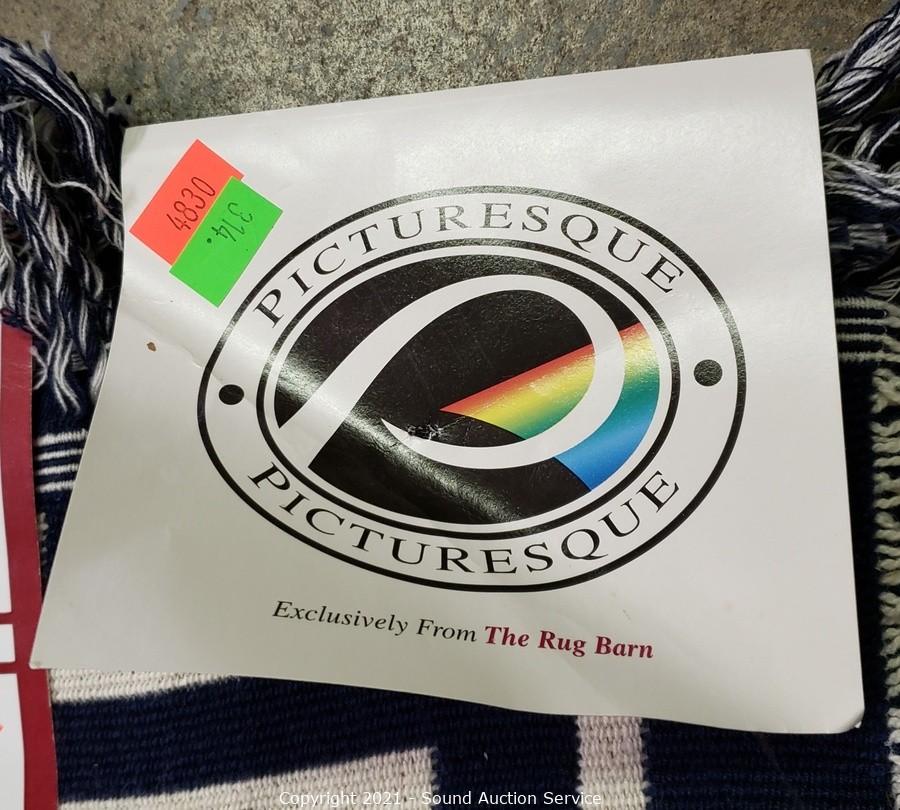 4830
314.
PICTURESQUE
PICTURESQUE
Exclusively From The Rug Barn
Copyright 2021 - Sound Auction Service